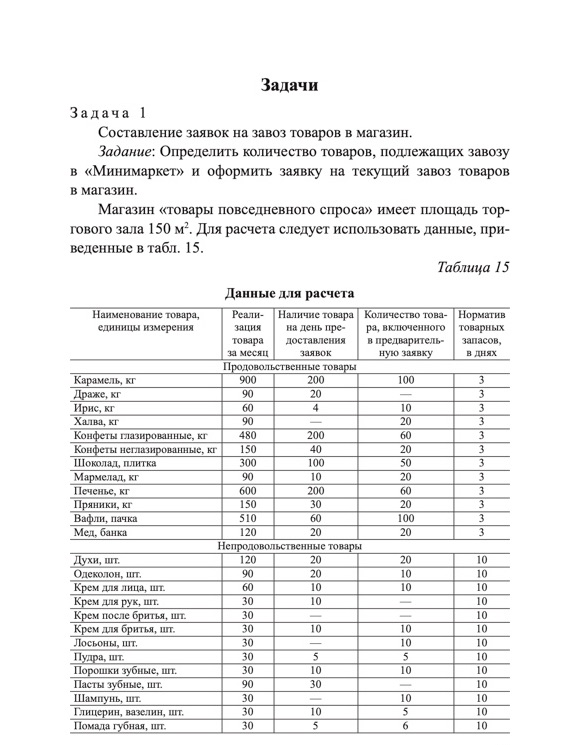 Задачи
Задача 1
Составление заявок на завоз товаров в магазин.
Задание: Определить количество товаров, подлежащих завозу
в «Минимаркет» и оформить заявку на текущий завоз товаров
в магазин.
Магазин «товары повседневного спроса» имеет площадь тор-
гового зала 150 м². Для расчета следует использовать данные, при-
веденные в табл. 15.
Таблица 15
Данные для расчета
Наименование товара, Реали- Наличие товара Количество това- Норматив
единицы измерения зация на день пре- ра, включенного товарных
товара доставления в предваритель- запасов,
за месяц заявок ную заявку в днях
Продовольственные товары
Карамель, кг 900 200 100 3
Драже, кг 90 20 — 3
Ирис, кг 60 4 10 3
Халва, кг 90 — 20 3
Конфеты глазированные, кг 480 200 60 3
Конфеты неглазированные, кг 150 40 20 3
Шоколад, плитка 300 100 50 3
Мармелад, кг 90 10 20 3
Печенье, кг 600 200 60 3
Пряники, кг 150 30 20 3
Вафли, пачка 510 60 100 3
Мед, банка 120 20 20 3
Непродовольственные товары
Духи, шт. 120 20 20 10
Одеколон, шт. 90 20 10 10
Крем для лица, шт. 60 10 10 10
Крем для рук, шт. 30 10 — 10
Крем после бритья, шт. 30 — — 10
Крем для бритья, шт. 30 10 10 10
Лосьоны, шт. 30 — 10 10
Пудра, шт. 30 5 5 10
Порошки зубные, шт. 30 10 10 10
Пасты зубные, шт. 90 30 — 10
Шампунь, шт. 30 — 10 10
Глицерин, вазелин, шт. 30 10 5 10
Помада губная, шт. 30 5 6 10